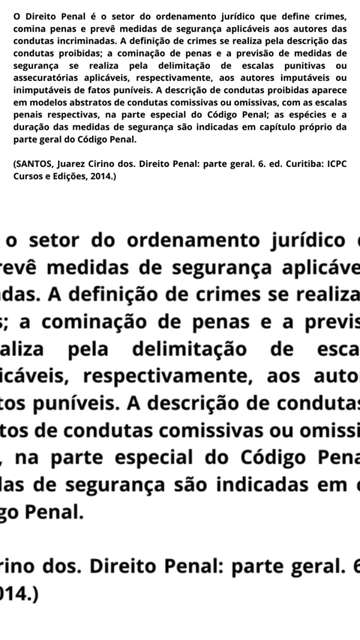 O Direito Penal é o setor do ordenamento jurídico que define crimes,
comina penas e prevê medidas de segurança aplicáveis aos autores das
condutas incriminadas. A definição de crimes se realiza pela descrição das
condutas proibidas; a cominação de penas e a previsão de medidas de
segurança se realiza pela delimitação de escalas punitivas ou
assecuratórias aplicáveis, respectivamente, aos autores imputáveis ou
inimputáveis de fatos puníveis. A descrição de condutas proibidas aparece
em modelos abstratos de condutas comissivas ou omissivas, com as escalas
penais respectivas, na parte especial do Código Penal; as espécies e a
duração das medidas de segurança são indicadas em capítulo próprio da
parte geral do Código Penal.
(SANTOS, Juarez Cirino dos. Direito Penal: parte geral. 6. ed. Curitiba: ICPC
Cursos e Edições, 2014.)
o setor do ordenamento jurídico
revê medidas de segurança aplicáve
das. A definição de crimes se realiza
s; a cominação de penas e a previs
aliza pela delimitação de esca
icáveis, respectivamente, aos auto
tos puníveis. A descrição de condutas
tos de condutas comissivas ou omissi
, na parte especial do Código Pena
das de segurança são indicadas em
go Penal.
rino dos. Direito Penal: parte geral. 6
014.)